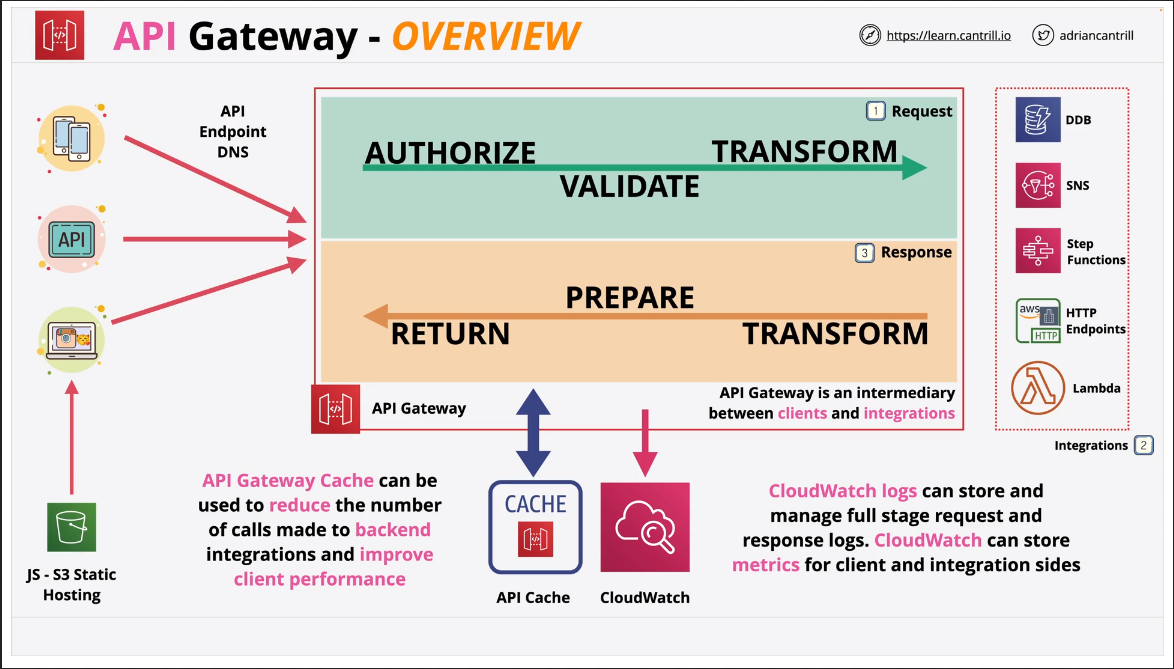 API Gateway - OVERVIEW
https://learn.cantrill.io
adriancantrill
API
Endpoint
DNS
1 Request
AUTHORIZE
TRANSFORM
VALIDATE
3 Response
PREPARE
RETURN
TRANSFORM
API Gateway
API Gateway is an intermediary
between clients and integrations
API
DDB
SNS
Step
Functions
aws
HTTP
HTTP
Endpoints
Lambda
Integrations 2
API Gateway Cache can be
used to reduce the number
of calls made to backend
integrations and improve
client performance
CACHE
API Cache
CloudWatch
CloudWatch logs can store and
manage full stage request and
response logs. CloudWatch can store
metrics for client and integration sides
JS - S3 Static
Hosting